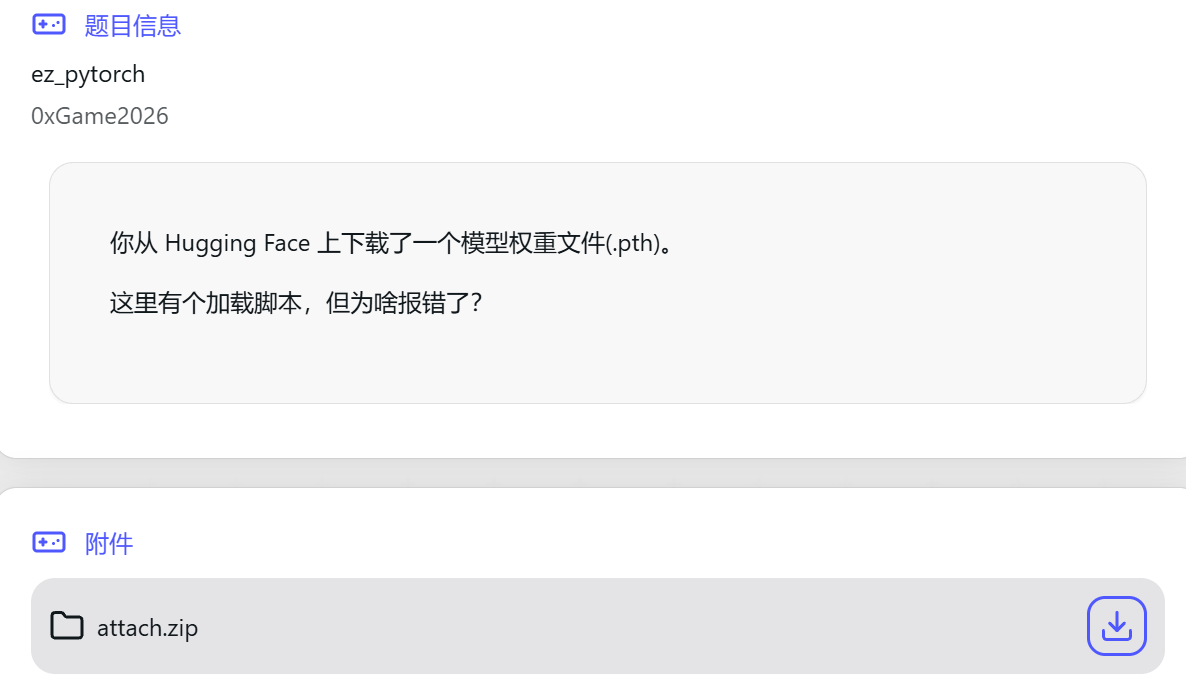 题目信息
ez_pytorch
0xGame2026
你从 Hugging Face 上下载了一个模型权重文件(.pth)。
这里有个加载脚本，但为啥报错了？
附件
attach.zip